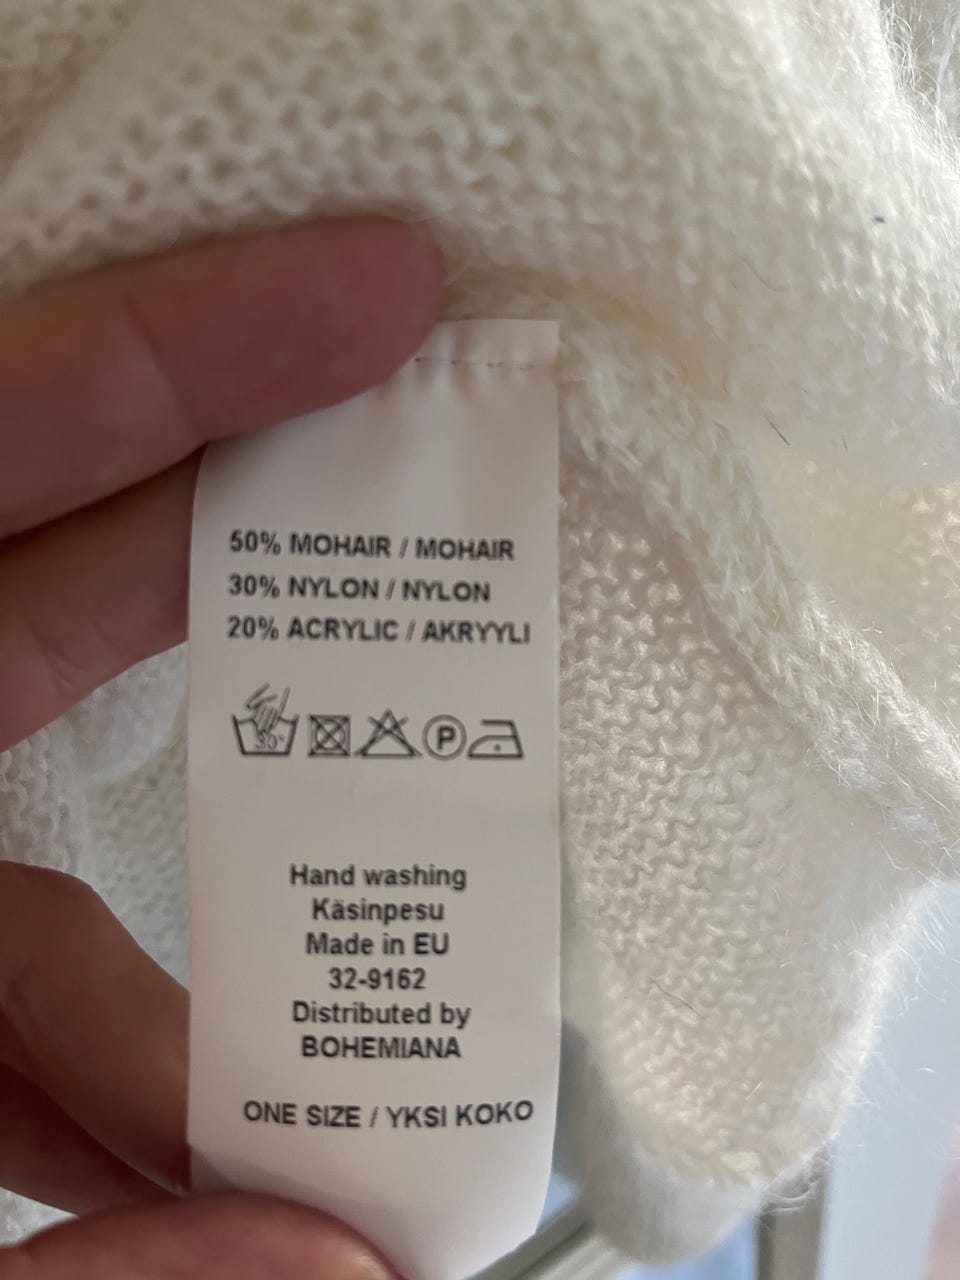 50% MOHAIR / MOHAIR
30% NYLON / NYLON
20% ACRYLIC / AKRYYLI
30°
P
Hand washing
Käsinpesu
Made in EU
32-9162
Distributed by
BOHEMIANA
ONE SIZE / YKSI KOKO